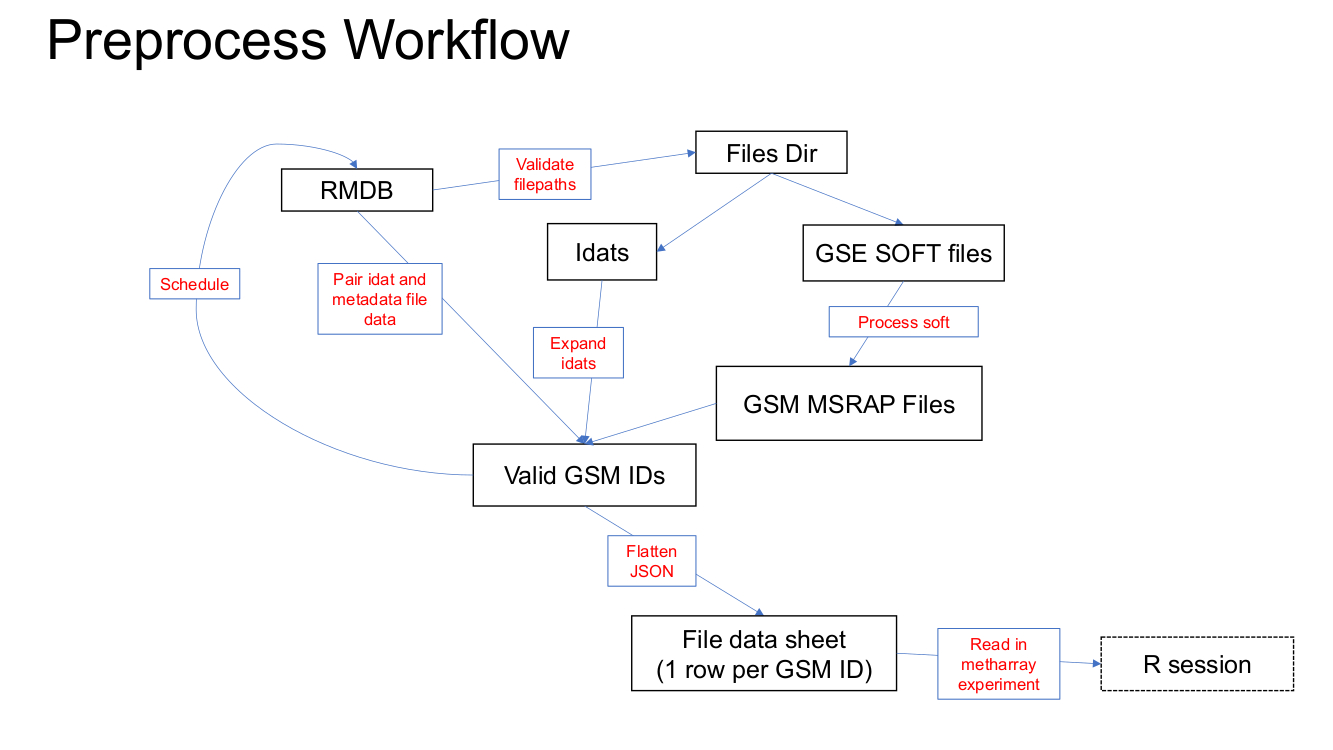 Preprocess Workflow
Files Dir
Validate
filepaths
RMDB
Idats
GSE SOFT files
Schedule
Pair idat and
metadata file
data
Process soft
Expand
idats
GSM MSRAP Files
Valid GSM IDs
Flatten
JSON
File data sheet
(1 row per GSM ID)
Read in
metharray
experiment
R session